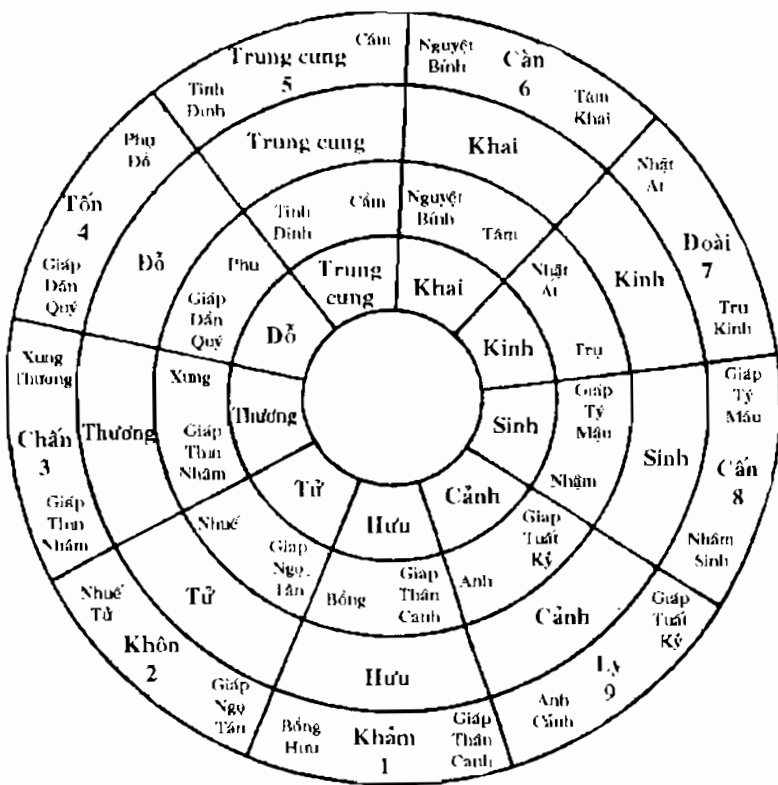 Trung cung
5
Cầm
Tinh
Đinh
Nguyệt
Bính
Càn
6
Tâm
Khai
Nhật
Ất
Đoài
7
Trụ
Kinh
Giáp
Tý
Mậu
Cấn
8
Nhâm
Sinh
Giáp
Tuất
Kỷ
Ly
9
Anh
Cảnh
Giáp
Thân
Canh
Khảm
1
Bồng
Hưu
Giáp
Ngọ
Tân
Khôn
2
Nhuế
Tử
Giáp
Thìn
Nhâm
Chấn
3
Xung
Thương
Giáp
Dần
Quý
Tốn
4
Phụ
Đỗ
Trung cung
Khai
Kinh
Sinh
Cảnh
Hưu
Tử
Thương
Đỗ
Tinh
Đinh
Cầm
Nguyệt
Bính
Tâm
Nhật
Ất
Trụ
Giáp
Tý
Mậu
Nhậm
Giáp
Tuất
Kỷ
Anh
Giáp
Thân
Canh
Bồng
Giáp
Ngọ
Tân
Nhuế
Giáp
Thìn
Nhâm
Xung
Giáp
Dần
Quý
Phụ
Trung
cung
Khai
Kinh
Sinh
Cảnh
Hưu
Tử
Thương
Đỗ